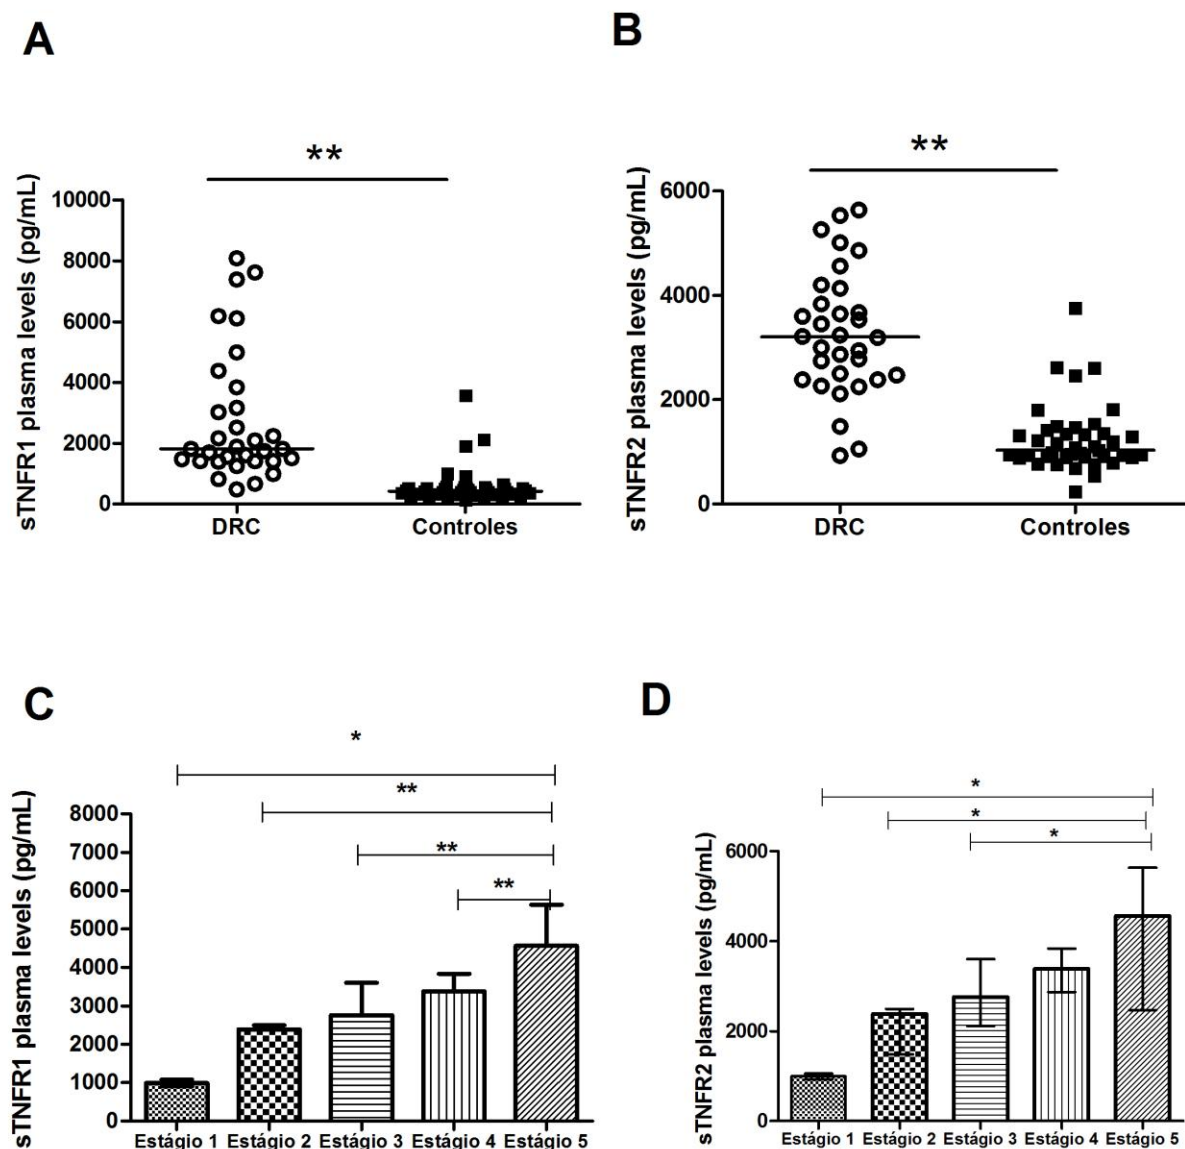 A
**
sTNFR1 plasma levels (pg/mL)
10000
8000
6000
4000
2000
0
DRC Controles
B
**
sTNFR2 plasma levels (pg/mL)
6000
4000
2000
0
DRC Controles
C
*
**
**
**
sTNFR1 plasma levels (pg/mL)
8000
7000
6000
5000
4000
3000
2000
1000
0
Estágio 1 Estágio 2 Estágio 3 Estágio 4 Estágio 5
D
*
*
*
sTNFR2 plasma levels (pg/mL)
6000
4000
2000
0
Estágio 1 Estágio 2 Estágio 3 Estágio 4 Estágio 5